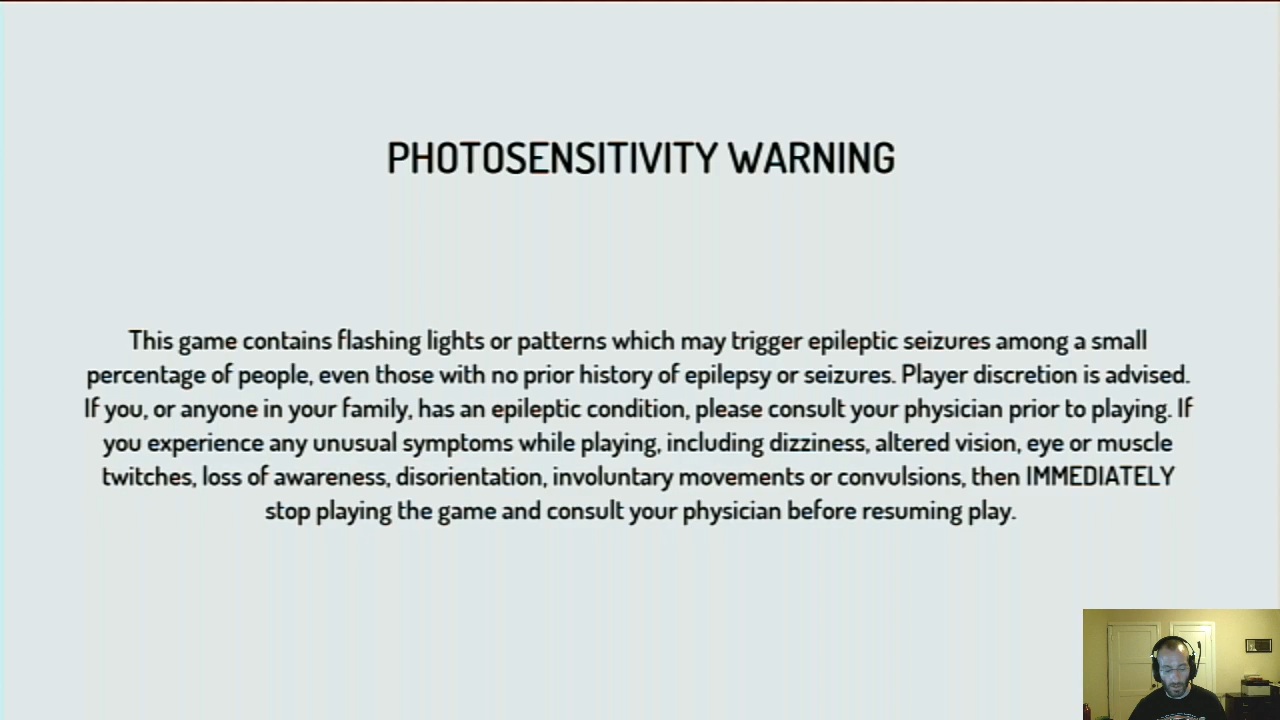 PHOTOSENSITIVITY WARNING
This game contains flashing lights or patterns which may trigger epileptic seizures among a small
percentage of people, even those with no prior history of epilepsy or seizures. Player discretion is advised.
If you, or anyone in your family, has an epileptic condition, please consult your physician prior to playing. If
you experience any unusual symptoms while playing, including dizziness, altered vision, eye or muscle
twitches, loss of awareness, disorientation, involuntary movements or convulsions, then IMMEDIATELY
stop playing the game and consult your physician before resuming play.